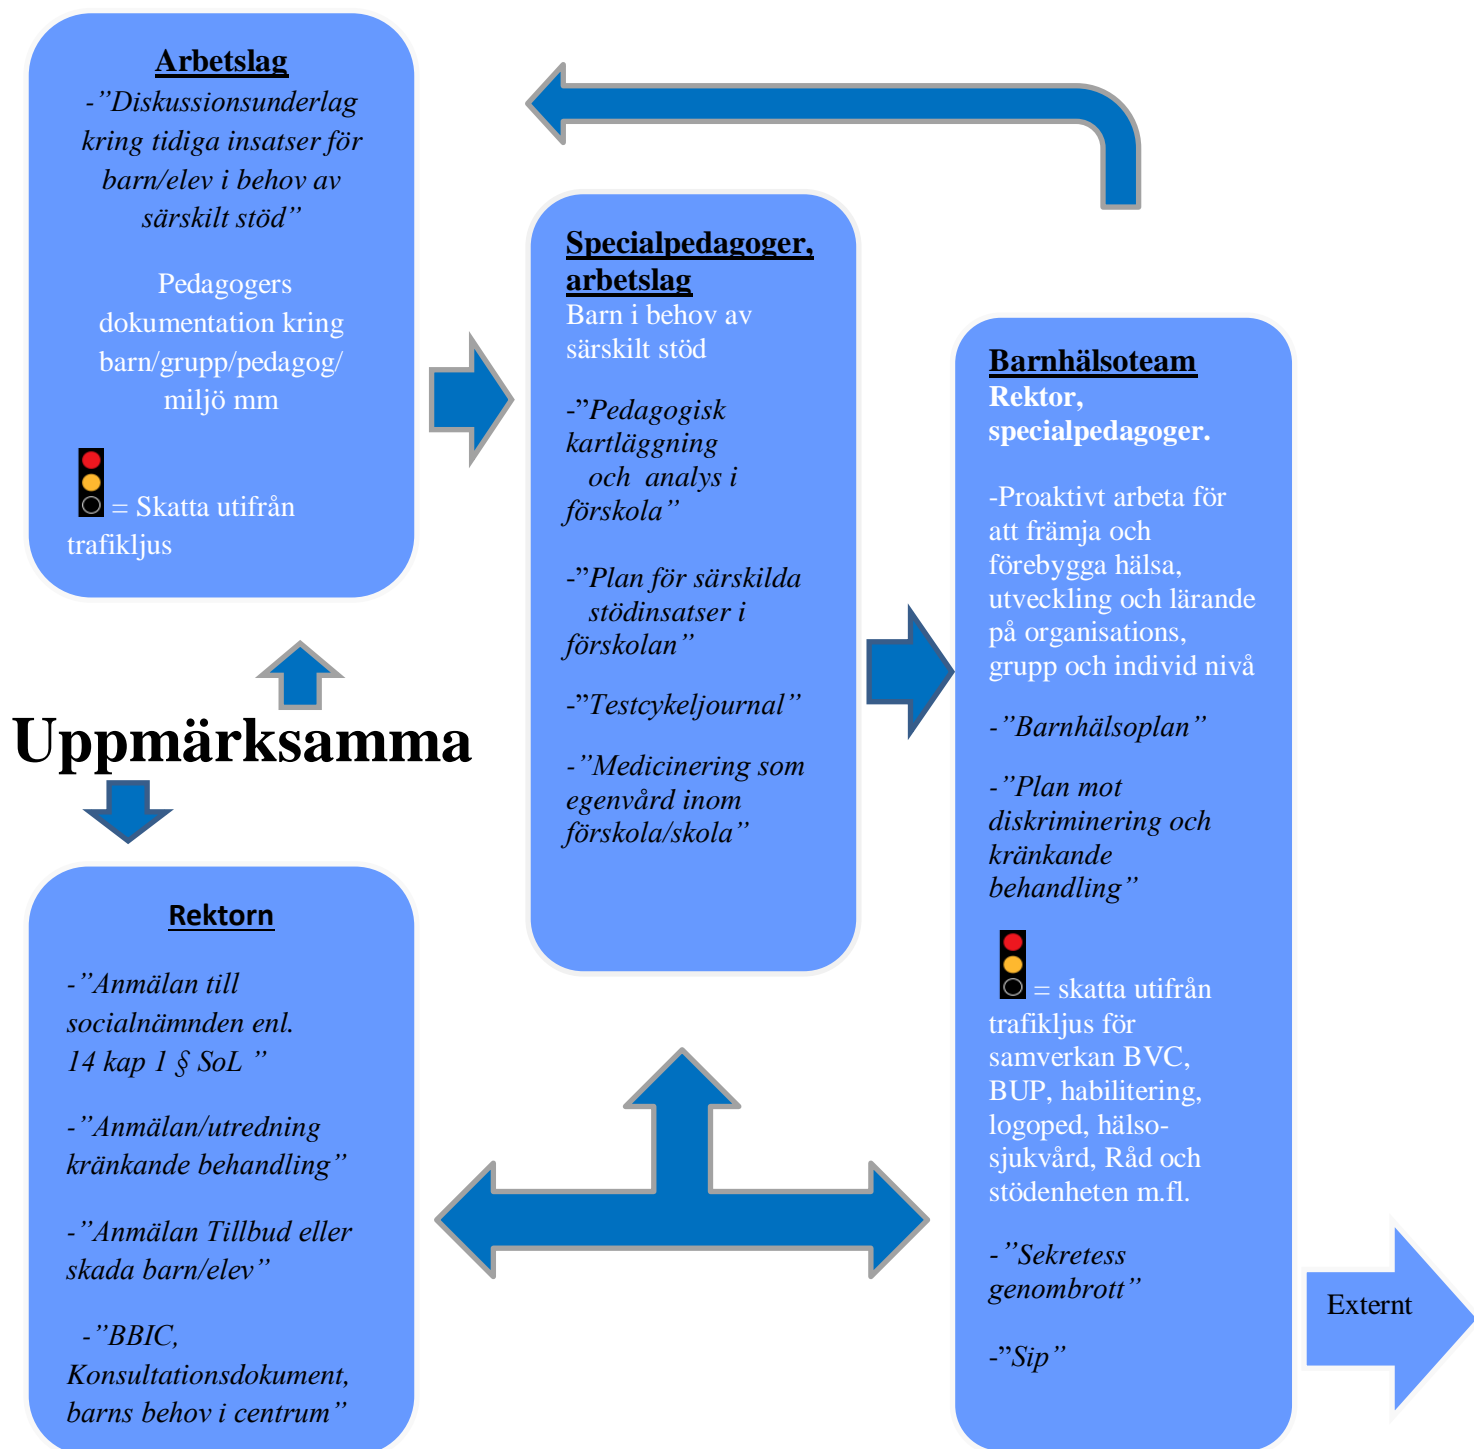 Arbetslag
-”Diskussionsunderlag
kring tidiga insatser för
barn/elev i behov av
särskilt stöd”
Pedagogers
dokumentation kring
barn/grupp/pedagog/
miljö mm
= Skatta utifrån
trafikljus
Uppmärksamma
Rektorn
-”Anmälan till
socialnämnden enl.
14 kap 1 § SoL ”
-”Anmälan/utredning
kränkande behandling”
-”Anmälan Tillbud eller
skada barn/elev”
-”BBIC,
Konsultationsdokument,
barns behov i centrum”
Specialpedagoger,
arbetslag
Barn i behov av
särskilt stöd
-”Pedagogisk
kartläggning
och analys i
förskola”
-”Plan för särskilda
stödinsatser i
förskolan”
-”Testcykeljournal”
-”Medicinering som
egenvård inom
förskola/skola”
Barnhälsoteam
Rektor,
specialpedagoger.
-Proaktivt arbeta för
att främja och
förebygga hälsa,
utveckling och lärande
på organisations,
grupp och individ nivå
-”Barnhälsoplan”
-”Plan mot
diskriminering och
kränkande
behandling”
= skatta utifrån
trafikljus för
samverkan BVC,
BUP, habilitering,
logoped, hälso-
sjukvård, Råd och
stödenheten m.fl.
-”Sekretess
genombrott”
-”Sip”
Externt